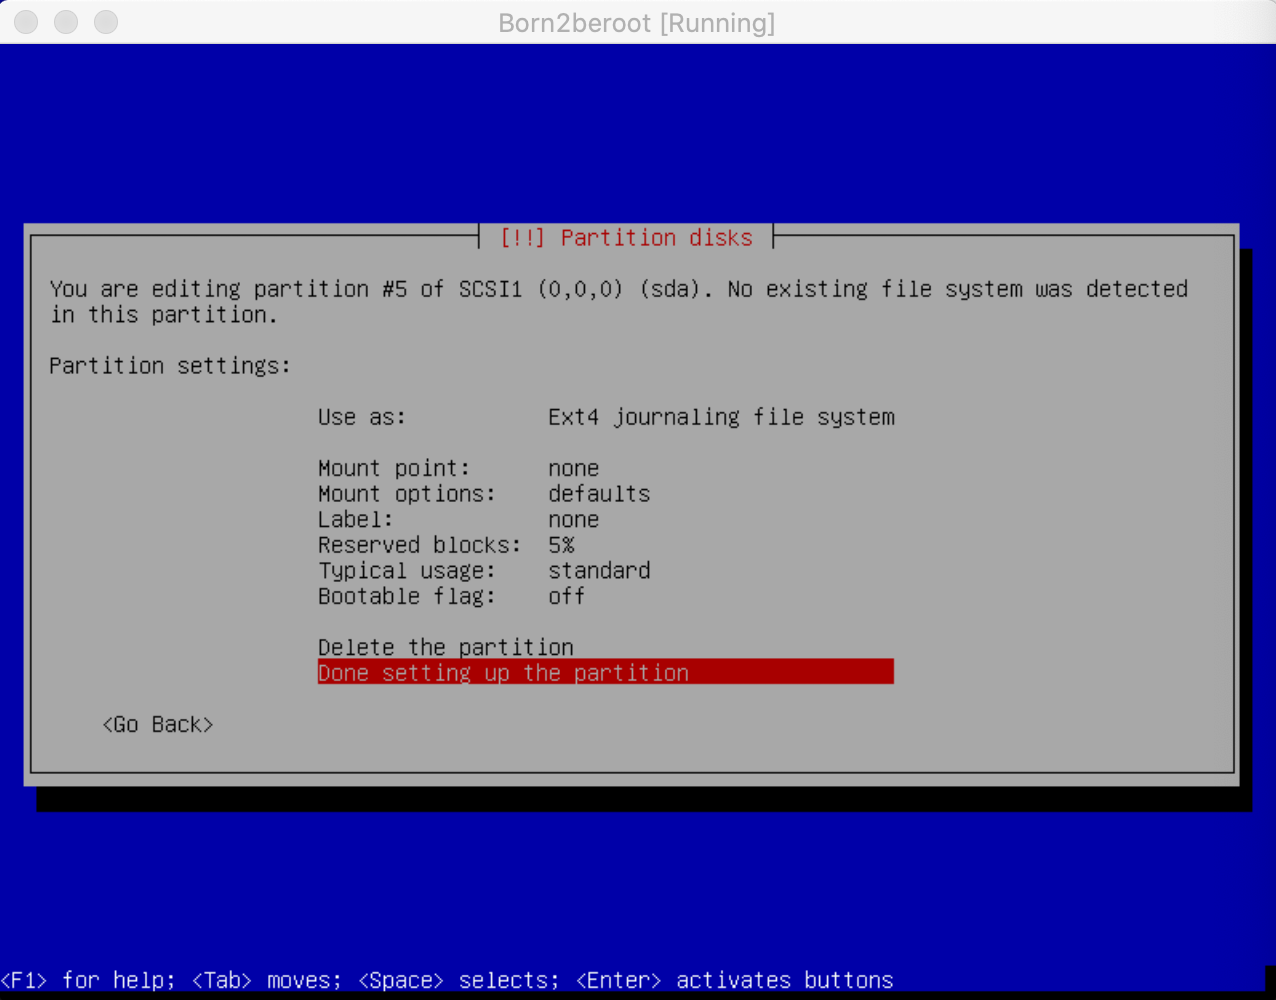 Born2beroot [Running]
[!!] Partition disks
You are editing partition #5 of SCSI1 (0,0,0) (sda). No existing file system was detected
in this partition.
Partition settings:
Use as: Ext4 journaling file system
Mount point: none
Mount options: defaults
Label: none
Reserved blocks: 5%
Typical usage: standard
Bootable flag: off
Delete the partition
Done setting up the partition
<Go Back>
<F1> for help; <Tab> moves; <Space> selects; <Enter> activates buttons